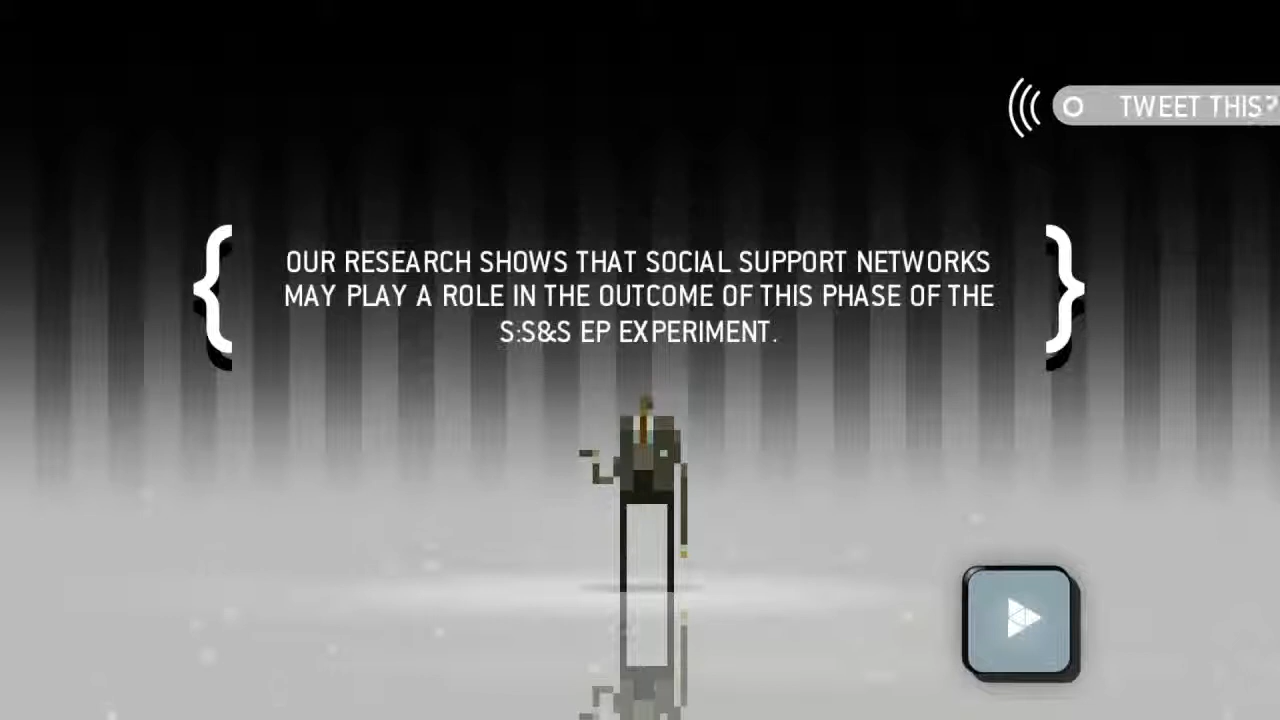 TWEET THIS?
OUR RESEARCH SHOWS THAT SOCIAL SUPPORT NETWORKS
MAY PLAY A ROLE IN THE OUTCOME OF THIS PHASE OF THE
S:S&S EP EXPERIMENT.